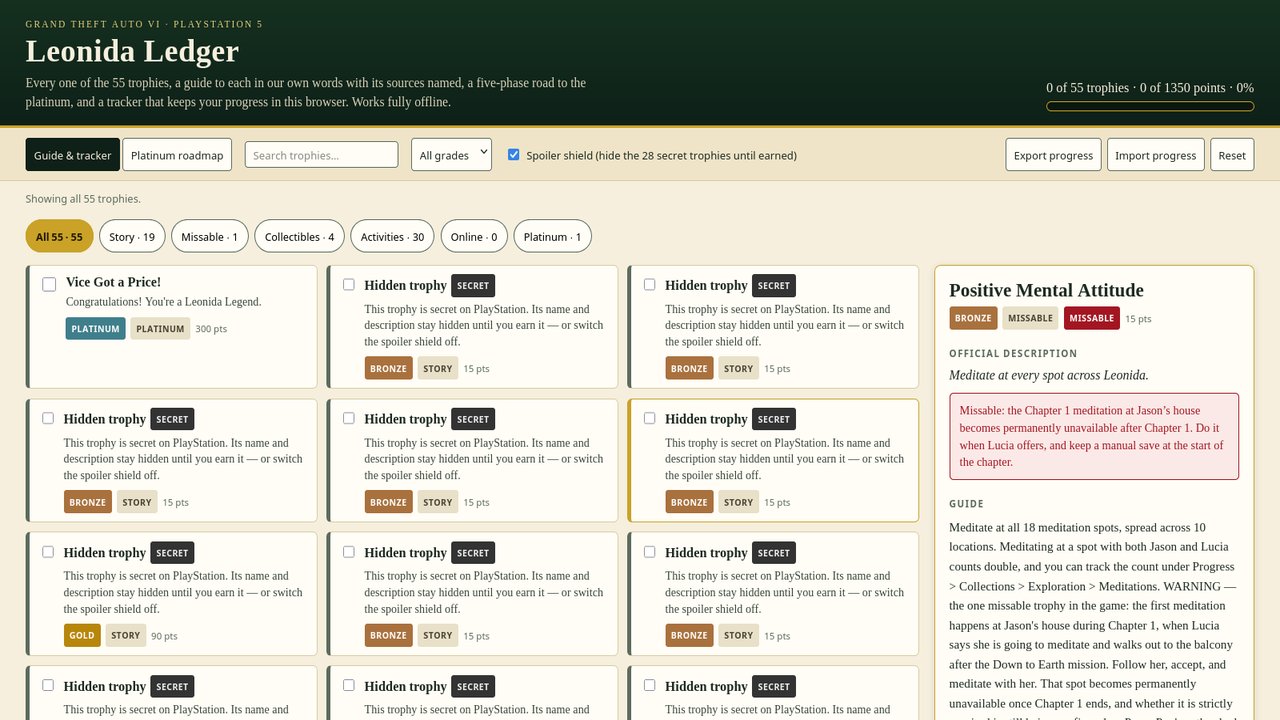 GRAND THEFT AUTO VI · PLAYSTATION 5
Leonida Ledger
Every one of the 55 trophies, a guide to each in our own words with its sources named, a five-phase road to the
platinum, and a tracker that keeps your progress in this browser. Works fully offline.
0 of 55 trophies · 0 of 1350 points · 0%
Guide & tracker
Platinum roadmap
Search trophies...
All grades
Spoiler shield (hide the 28 secret trophies until earned)
Export progress
Import progress
Reset
Showing all 55 trophies.
All 55 · 55
Story · 19
Missable · 1
Collectibles · 4
Activities · 30
Online · 0
Platinum · 1
Vice Got a Price!
Congratulations! You're a Leonida Legend.
PLATINUM PLATINUM 300 pts
Hidden trophy SECRET
This trophy is secret on PlayStation. Its name and
description stay hidden until you earn it — or switch
the spoiler shield off.
BRONZE STORY 15 pts
Hidden trophy SECRET
This trophy is secret on PlayStation. Its name and
description stay hidden until you earn it — or switch
the spoiler shield off.
BRONZE STORY 15 pts
Hidden trophy SECRET
This trophy is secret on PlayStation. Its name and
description stay hidden until you earn it — or switch
the spoiler shield off.
BRONZE STORY 15 pts
Hidden trophy SECRET
This trophy is secret on PlayStation. Its name and
description stay hidden until you earn it — or switch
the spoiler shield off.
BRONZE STORY 15 pts
Hidden trophy SECRET
This trophy is secret on PlayStation. Its name and
description stay hidden until you earn it — or switch
the spoiler shield off.
BRONZE STORY 15 pts
Hidden trophy SECRET
This trophy is secret on PlayStation. Its name and
description stay hidden until you earn it — or switch
the spoiler shield off.
GOLD STORY 90 pts
Hidden trophy SECRET
This trophy is secret on PlayStation. Its name and
description stay hidden until you earn it — or switch
the spoiler shield off.
BRONZE STORY 15 pts
Hidden trophy SECRET
This trophy is secret on PlayStation. Its name and
description stay hidden until you earn it — or switch
the spoiler shield off.
BRONZE STORY 15 pts
Hidden trophy SECRET
This trophy is secret on PlayStation. Its name and
Hidden trophy SECRET
This trophy is secret on PlayStation. Its name and
Hidden trophy SECRET
This trophy is secret on PlayStation. Its name and
Positive Mental Attitude
BRONZE MISSABLE MISSABLE 15 pts
OFFICIAL DESCRIPTION
Meditate at every spot across Leonida.
Missable: the Chapter 1 meditation at Jason’s house
becomes permanently unavailable after Chapter 1. Do it
when Lucia offers, and keep a manual save at the start of
the chapter.
GUIDE
Meditate at all 18 meditation spots, spread across 10
locations. Meditating at a spot with both Jason and Lucia
counts double, and you can track the count under Progress
> Collections > Exploration > Meditations. WARNING —
the one missable trophy in the game: the first meditation
happens at Jason's house during Chapter 1, when Lucia
says she is going to meditate and walks out to the balcony
after the Down to Earth mission. Follow her, accept, and
meditate with her. That spot becomes permanently
unavailable once Chapter 1 ends, and whether it is strictly